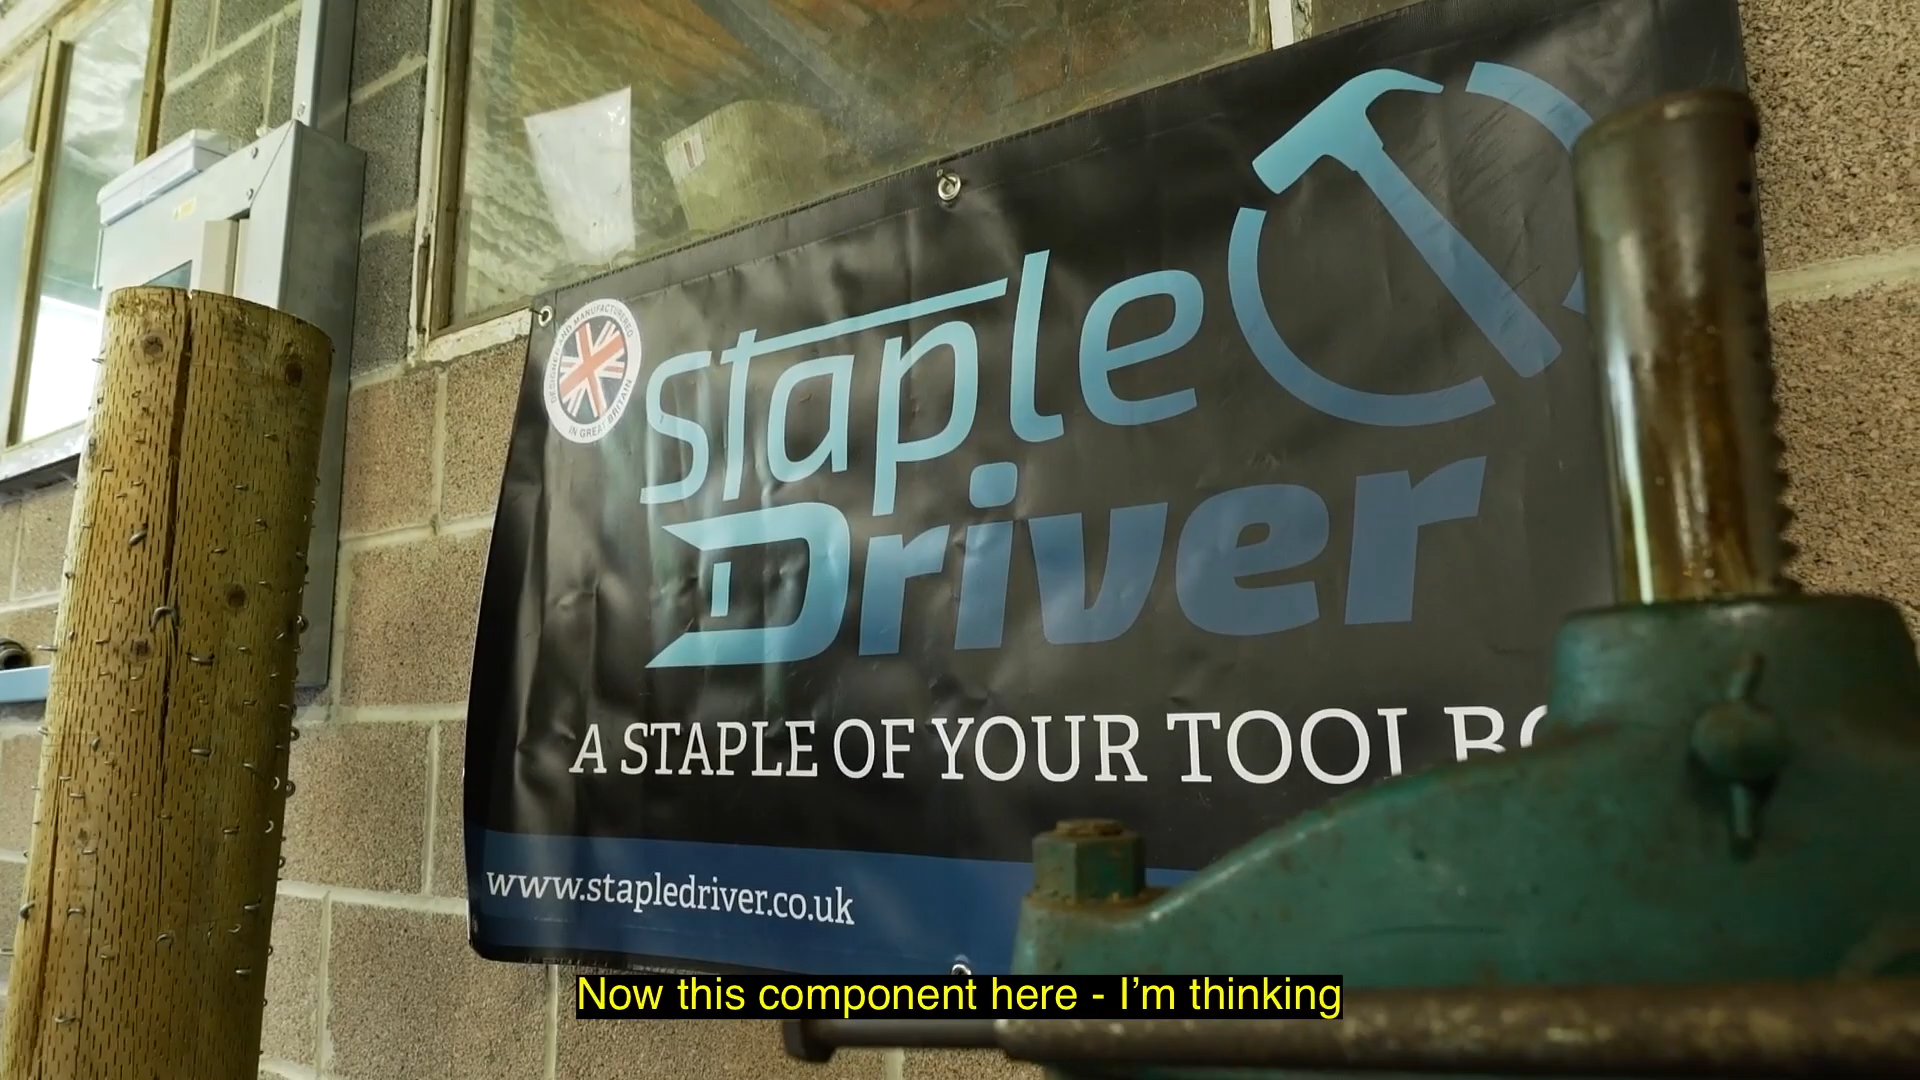 DESIGNED AND MANUFACTURERED
IN GREAT BRITAIN
Staple
Driver
A STAPLE OF YOUR TOOL
www.stapledriver.co.uk
Now this component here - I'm thinking